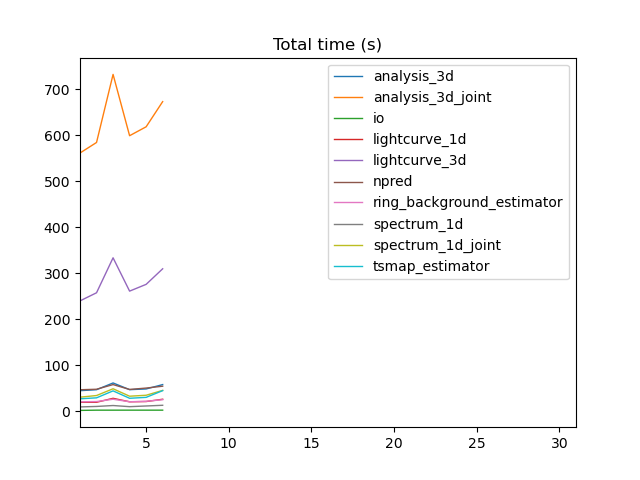 Total time (s)
700
600
500
400
300
200
100
0
5 10 15 20 25 30
analysis_3d
analysis_3d_joint
io
lightcurve_1d
lightcurve_3d
npred
ring_background_estimator
spectrum_1d
spectrum_1d_joint
tsmap_estimator